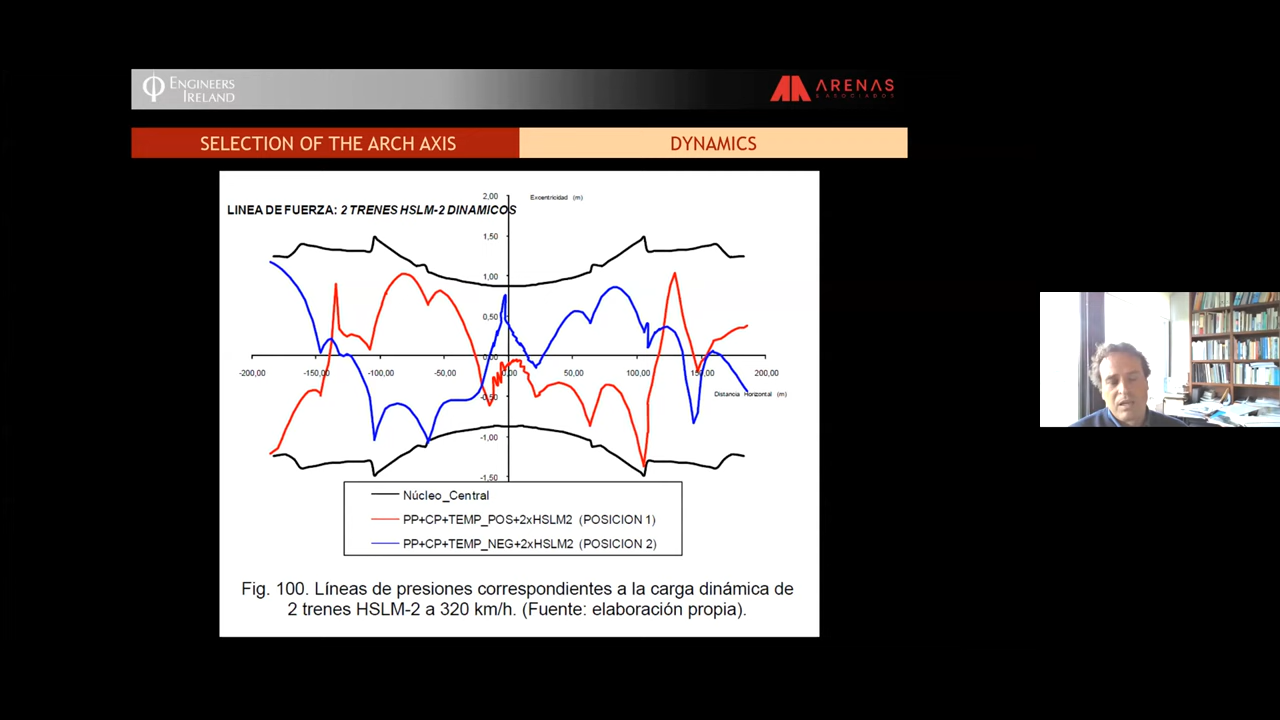 ENGINEERS
IRELAND
ARENAS
& ASOCIADOS
SELECTION OF THE ARCH AXIS
DYNAMICS
LINEA DE FUERZA: 2 TRENES HSLM-2 DINAMICOS
Excentricidad (m)
2,00
1,50
1,00
0,50
0,00
-0,50
-1,00
-1,50
-200,00
-150,00
-100,00
-50,00
0,00
50,00
100,00
150,00
200,00
Distancia Horizontal (m)
Núcleo_Central
PP+CP+TEMP_POS+2xHSLM2 (POSICION 1)
PP+CP+TEMP_NEG+2xHSLM2 (POSICION 2)
Fig. 100. Líneas de presiones correspondientes a la carga dinámica de
2 trenes HSLM-2 a 320 km/h. (Fuente: elaboración propia).